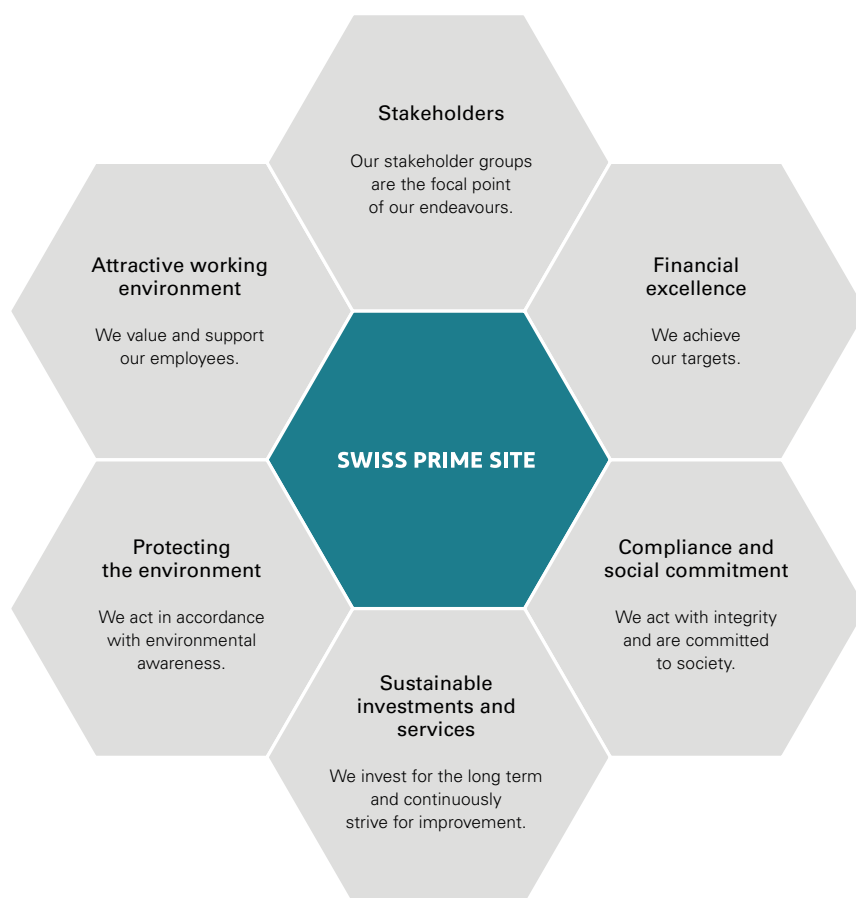 Stakeholders
Our stakeholder groups
are the focal point
of our endeavours.
Attractive working
environment
We value and support
our employees.
Financial
excellence
We achieve
our targets.
SWISS PRIME SITE
Protecting
the environment
We act in accordance
with environmental
awareness.
Compliance and
social commitment
We act with integrity
and are committed
to society.
Sustainable
investments and
services
We invest for the long term
and continuously
strive for improvement.